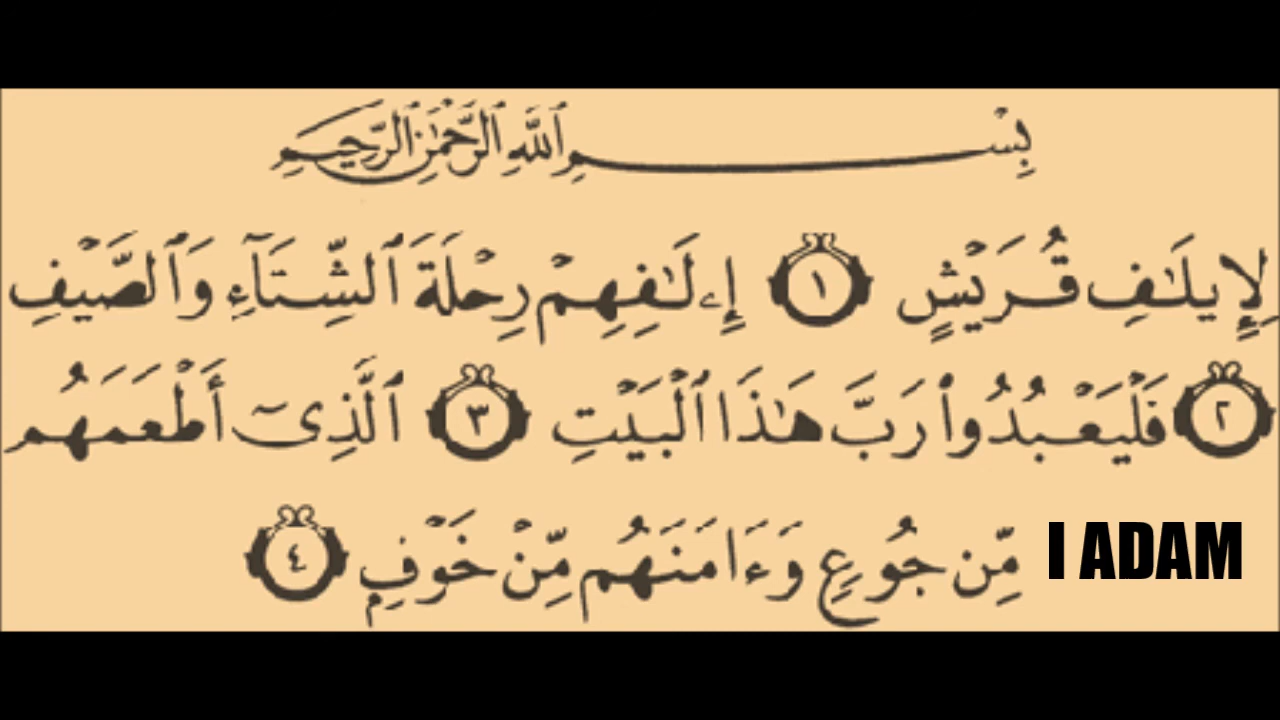 بِسْمِ ٱللَّهِ ٱلرَّحْمَٰنِ ٱلرَّحِيمِ
لِإِيلَٰفِ قُرَيْشٍ ١ إِۦلَٰفِهِمْ رِحْلَةَ ٱلشِّتَآءِ وَٱلصَّيْفِ
٢ فَلْيَعْبُدُوا۟ رَبَّ هَٰذَا ٱلْبَيْتِ ٣ ٱلَّذِىٓ أَطْعَمَهُم
مِّن جُوعٍ وَءَامَنَهُم مِّنْ خَوْفٍۭ ٤
I ADAM